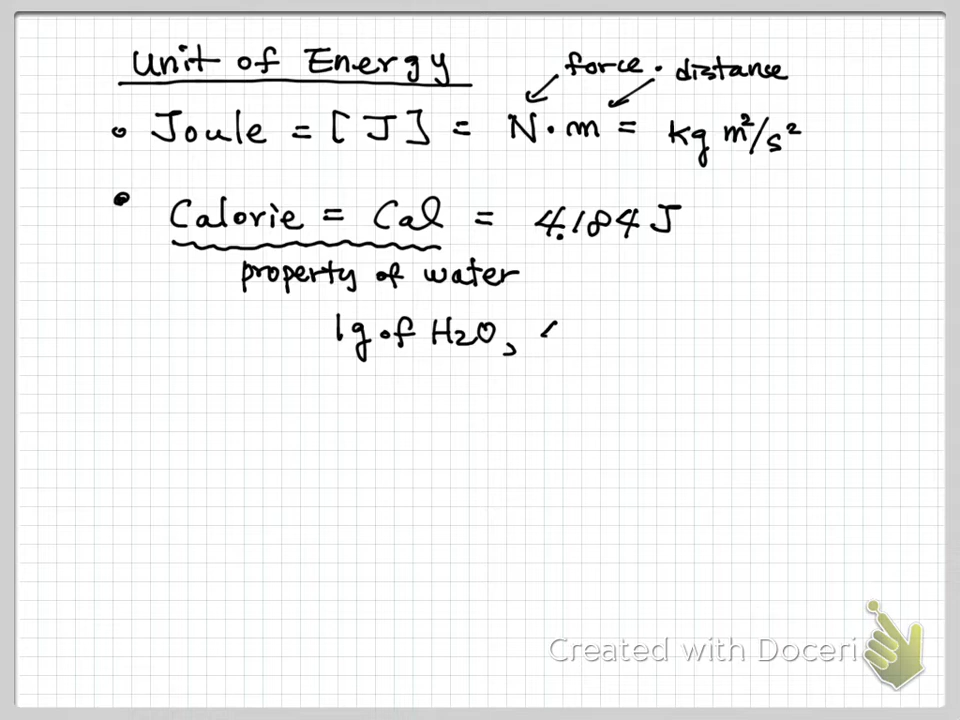 Unit of Energy
force · distance
• Joule = [J] = N·m = kg m²/s²
• Calorie = Cal = 4.184 J
property of water
1g of H2O,
Created with Doceri